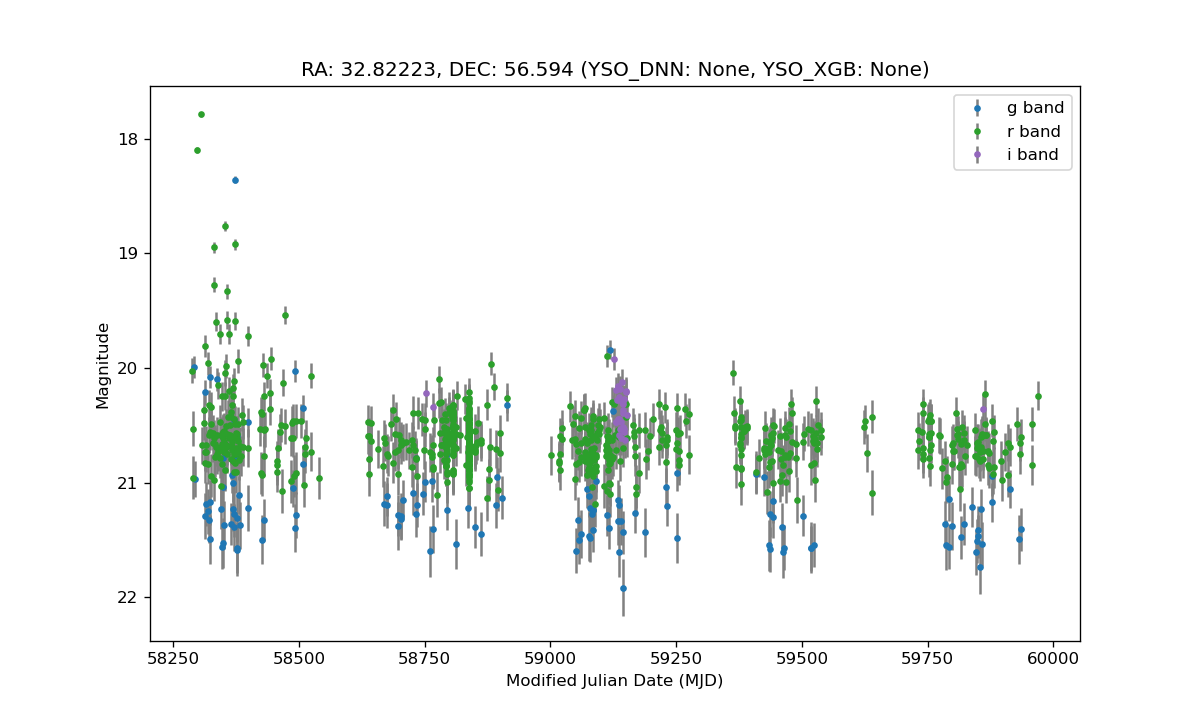 RA: 32.82223, DEC: 56.594 (YSO_DNN: None, YSO_XGB: None)
g band
r band
i band
18
19
20
21
22
Magnitude
58250 58500 58750 59000 59250 59500 59750 60000
Modified Julian Date (MJD)